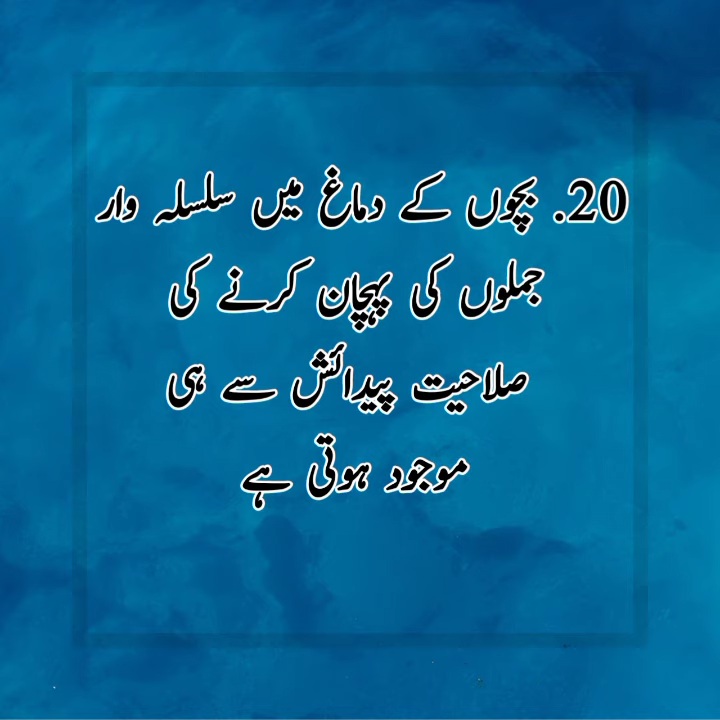 20. بچوں کے دماغ میں سلسلہ وار
جملوں کی پہچان کرنے کی
صلاحیت پیدائش سے ہی
موجود ہوتی ہے